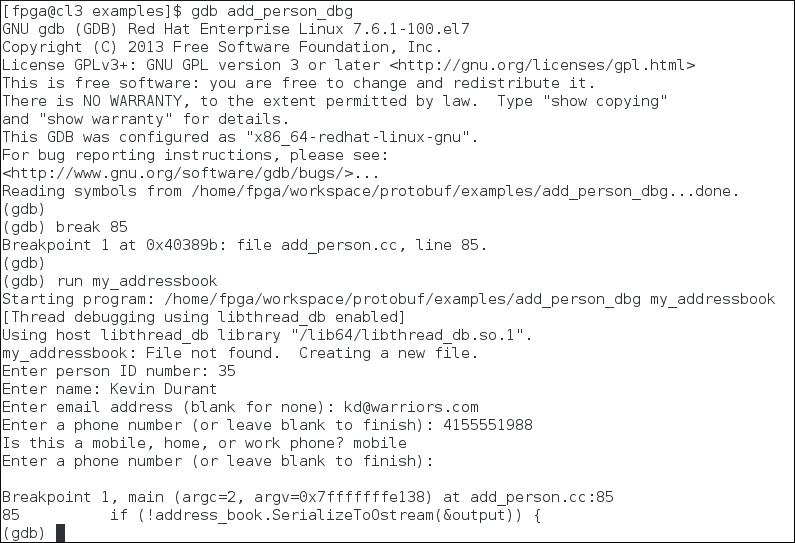 [fpga@cl3 examples]$ gdb add_person_dbg
GNU gdb (GDB) Red Hat Enterprise Linux 7.6.1-100.el7
Copyright (C) 2013 Free Software Foundation, Inc.
License GPLv3+: GNU GPL version 3 or later <http://gnu.org/licenses/gpl.html>
This is free software: you are free to change and redistribute it.
There is NO WARRANTY, to the extent permitted by law.  Type "show copying"
and "show warranty" for details.
This GDB was configured as "x86_64-redhat-linux-gnu".
For bug reporting instructions, please see:
<http://www.gnu.org/software/gdb/bugs/>...
Reading symbols from /home/fpga/workspace/protobuf/examples/add_person_dbg...done.
(gdb)
(gdb) break 85
Breakpoint 1 at 0x40389b: file add_person.cc, line 85.
(gdb)
(gdb) run my_addressbook
Starting program: /home/fpga/workspace/protobuf/examples/add_person_dbg my_addressbook
[Thread debugging using libthread_db enabled]
Using host libthread_db library "/lib64/libthread_db.so.1".
my_addressbook: File not found.  Creating a new file.
Enter person ID number: 35
Enter name: Kevin Durant
Enter email address (blank for none): kd@warriors.com
Enter a phone number (or leave blank to finish): 4155551988
Is this a mobile, home, or work phone? mobile
Enter a phone number (or leave blank to finish):
Breakpoint 1, main (argc=2, argv=0x7fffffffe138) at add_person.cc:85
85          if (!address_book.SerializeToOstream(&output)) {
(gdb)